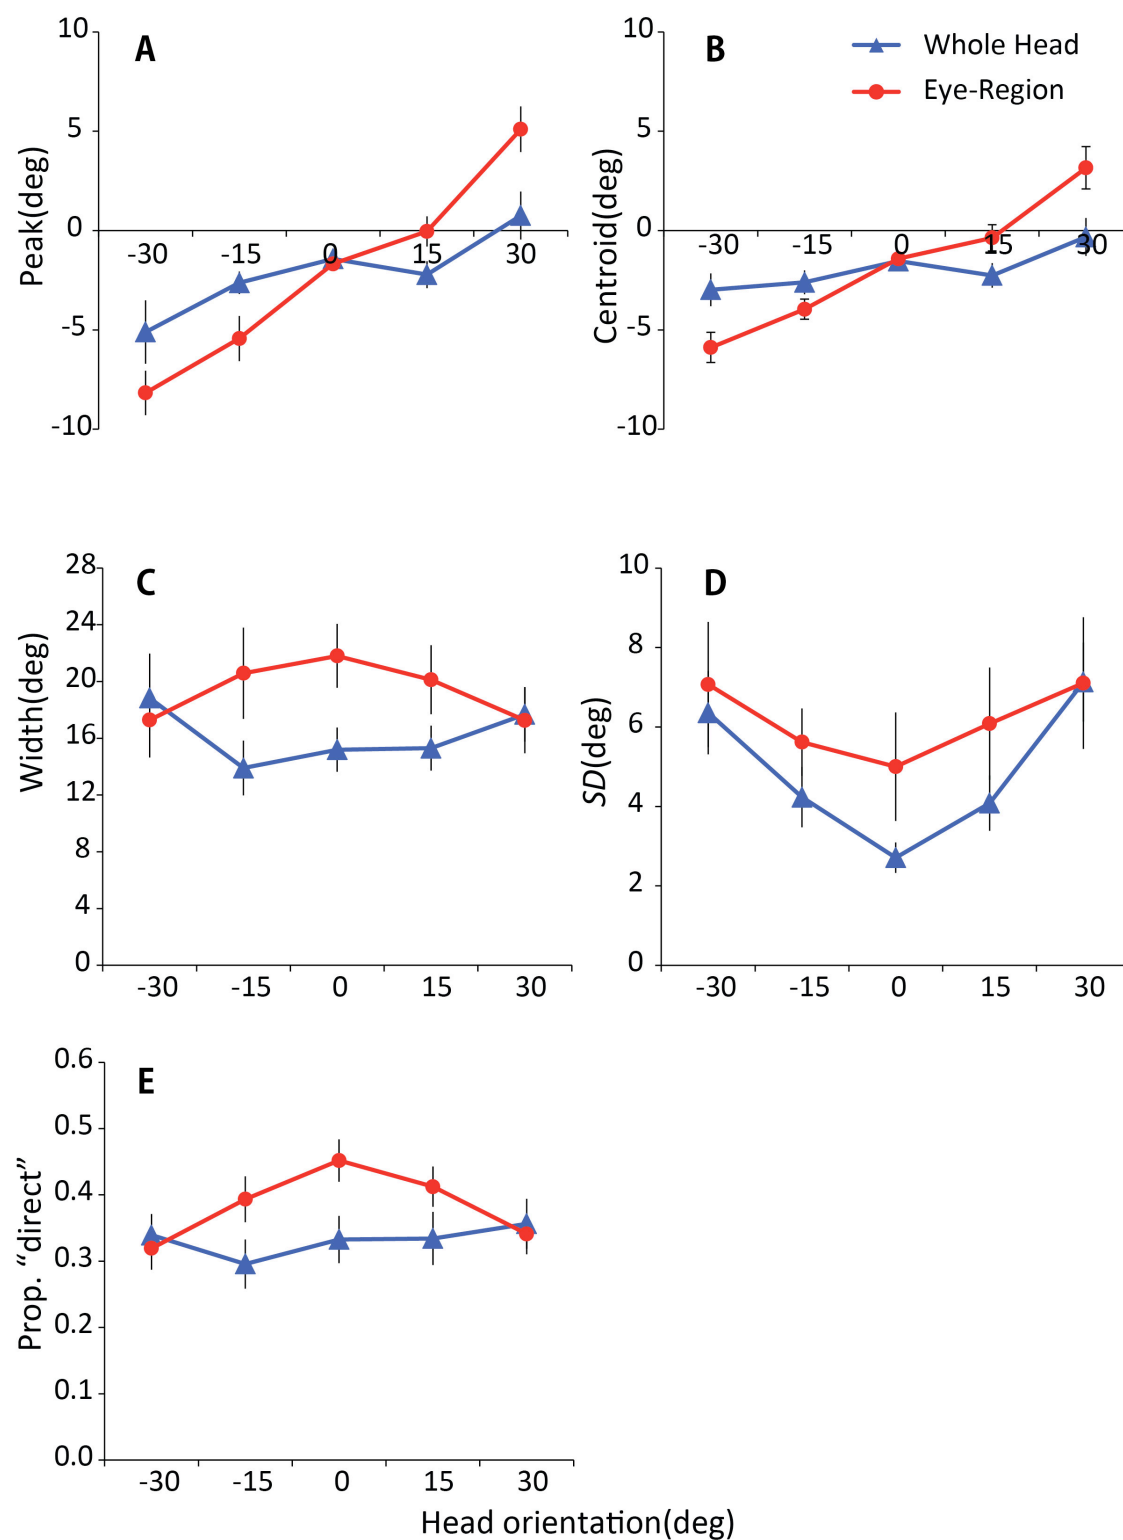 A
10
5
0
-5
-10
Peak(deg)
-30 -15 0 15 30
B
Whole Head
Eye-Region
10
5
0
-5
-10
Centroid(deg)
-30 -15 0 15 30
C
28
24
20
16
12
8
4
0
Width(deg)
-30 -15 0 15 30
D
10
8
6
4
2
0
SD(deg)
-30 -15 0 15 30
E
0.6
0.5
0.4
0.3
0.2
0.1
0.0
Prop. “direct”
-30 -15 0 15 30
Head orientation(deg)